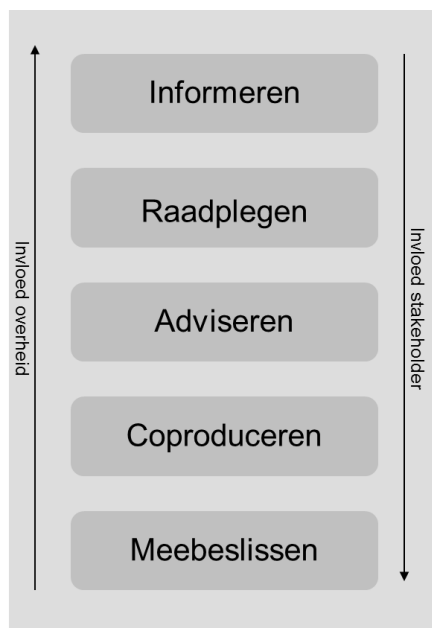 Informeren
Raadplegen
Adviseren
Coproduceren
Meebeslissen
Invloed overheid
Invloed stakeholder